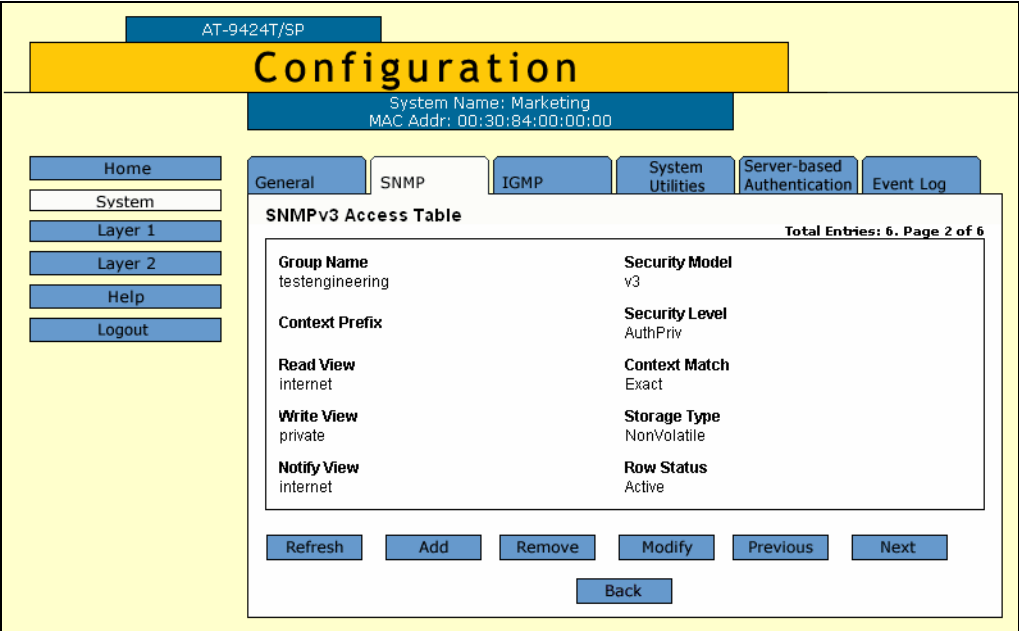 AT-9424T/SP
Configuration
System Name: Marketing
MAC Addr: 00:30:84:00:00:00
Home
System
Layer 1
Layer 2
Help
Logout
General
SNMP
IGMP
System
Utilities
Server-based
Authentication
Event Log
SNMPv3 Access Table
Total Entries: 6. Page 2 of 6
Group Name
testengineering
Security Model
v3
Context Prefix
Security Level
AuthPriv
Read View
internet
Context Match
Exact
Write View
private
Storage Type
NonVolatile
Notify View
internet
Row Status
Active
Refresh
Add
Remove
Modify
Previous
Next
Back